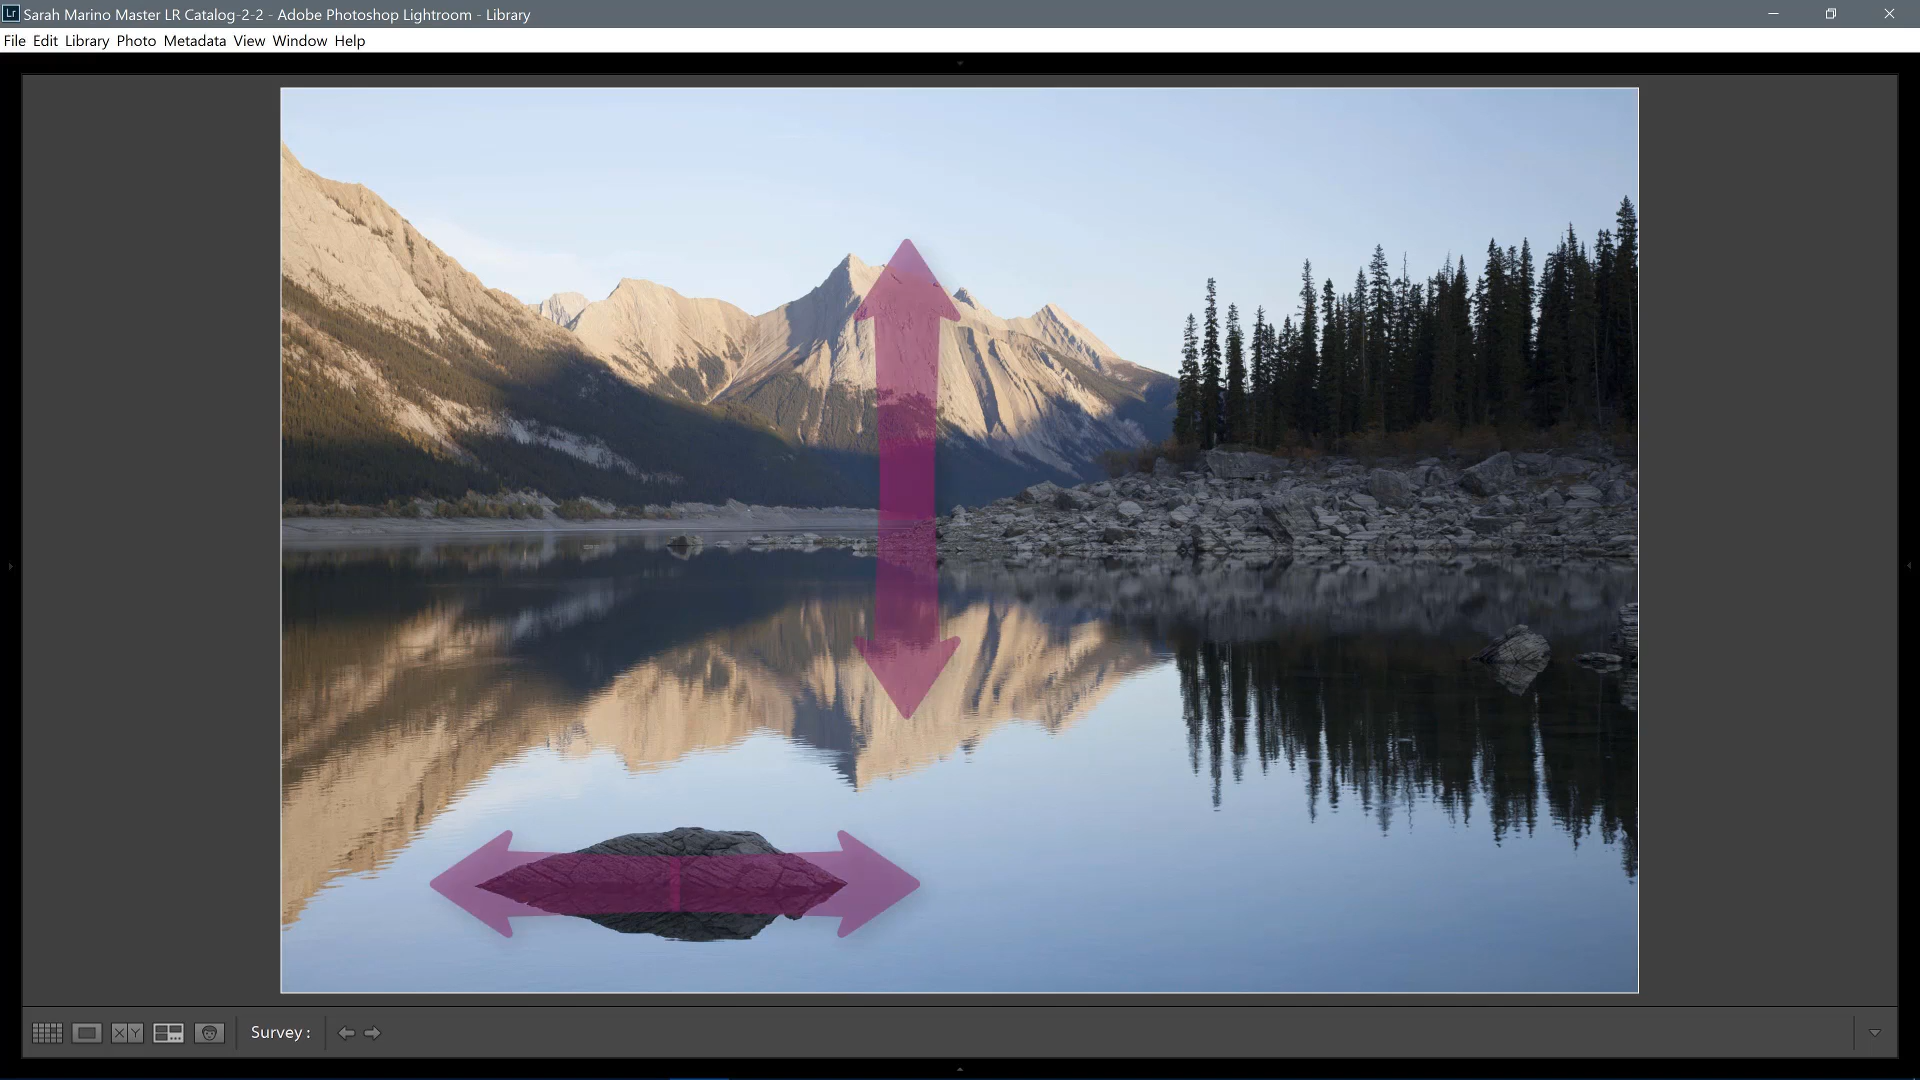 Lr Sarah Marino Master LR Catalog-2-2 - Adobe Photoshop Lightroom - Library
File Edit Library Photo Metadata View Window Help
XY Survey :